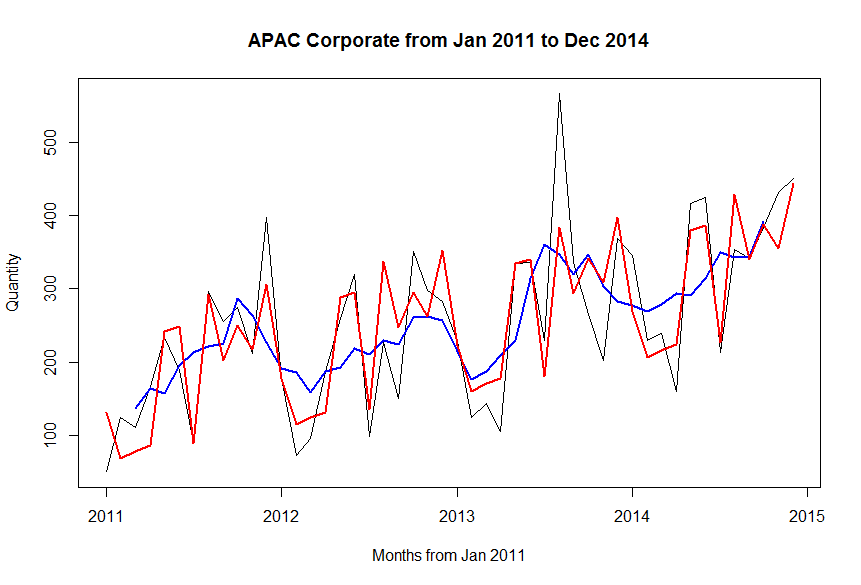 APAC Corporate from Jan 2011 to Dec 2014
500
400
300
200
100
Quantity
2011 2012 2013 2014 2015
Months from Jan 2011